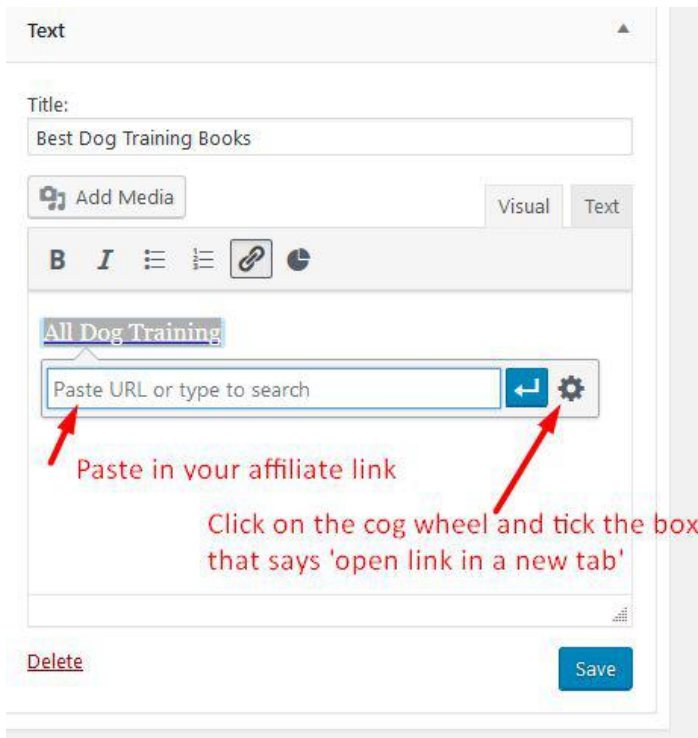 Text
Title:
Best Dog Training Books
Add Media
Visual Text
B I
All Dog Training
Paste URL or type to search
Paste in your affiliate link
Click on the cog wheel and tick the box
that says 'open link in a new tab'
Delete
Save